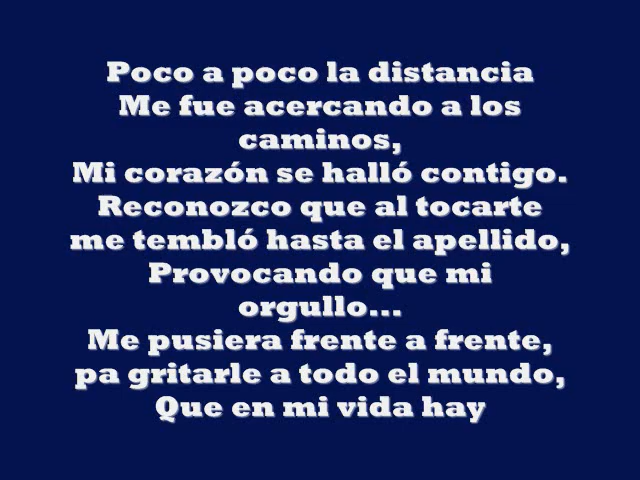 Poco a poco la distancia
Me fue acercando a los
caminos,
Mi corazón se halló contigo.
Reconozco que al tocarte
me tembló hasta el apellido,
Provocando que mi
orgullo...
Me pusiera frente a frente,
pa gritarle a todo el mundo,
Que en mi vida hay